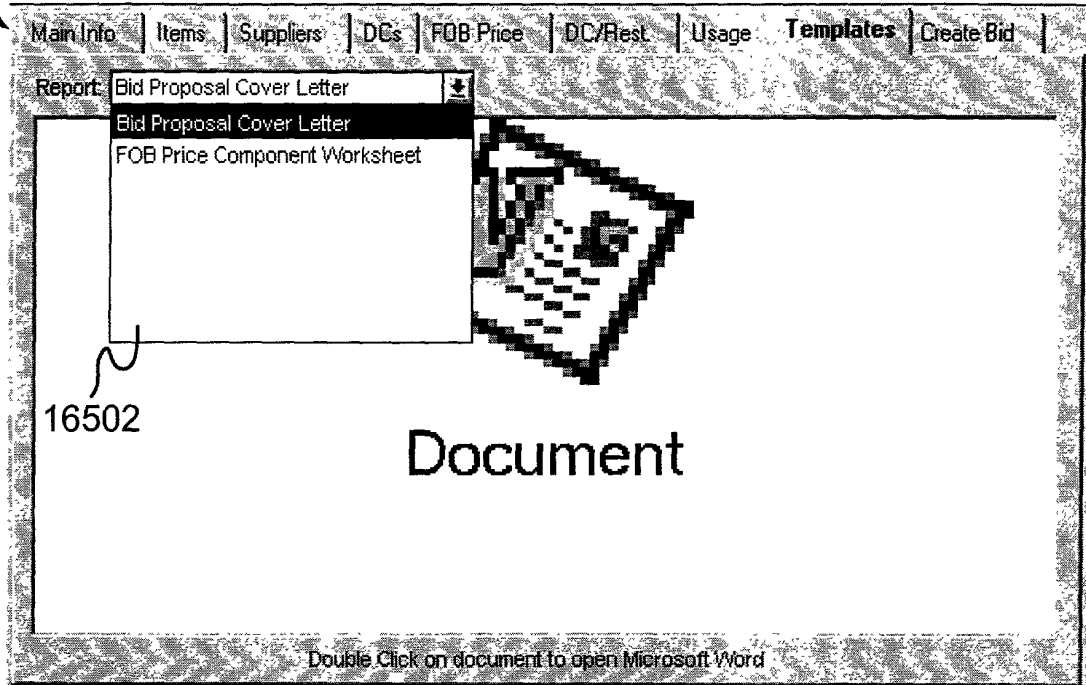 Main Info Items Suppliers DCs FOB Price DC/Rest. Usage Templates Create Bid
Report: Bid Proposal Cover Letter
Bid Proposal Cover Letter
FOB Price Component Worksheet
16502
Document
Double Click on document to open Microsoft Word